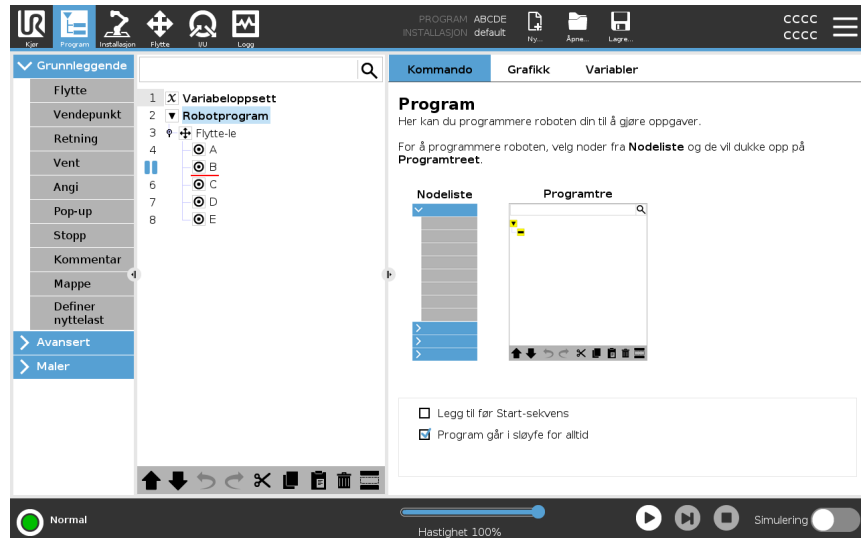 PROGRAM ABCDE
INSTALLASJON default
Kjør
Program
Installasjon
Flytte
I/U
Logg
Ny...
Åpne...
Lagre...
CCCC
CCCC
Grunnleggende
Flytte
Vendepunkt
Retning
Vent
Angi
Pop-up
Stopp
Kommentar
Mappe
Definer
nyttelast
Avansert
Maler
1 X Variabeloppsett
2 Robotprogram
3 Flytte-le
4 A
B
6 C
7 D
8 E
Kommando
Grafikk
Variabler
Program
Her kan du programmere roboten din til å gjøre oppgaver.
For å programmere roboten, velg noder fra Nodeliste og de vil dukke opp på
Programtreet.
Nodeliste
Programtre
Legg til før Start-sekvens
Program går i sløyfe for alltid
Normal
Hastighet 100%
Simulering